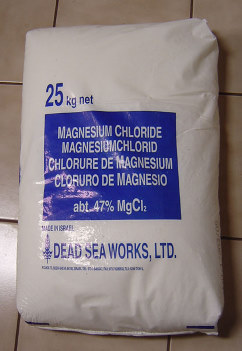 25 kg net
MAGNESIUM CHLORIDE
MAGNESIUMCHLORID
CHLORURE DE MAGNESIUM
CLORURO DE MAGNESIO
abt. 47% MgCl₂
MADE IN ISRAEL
DEAD SEA WORKS, LTD.